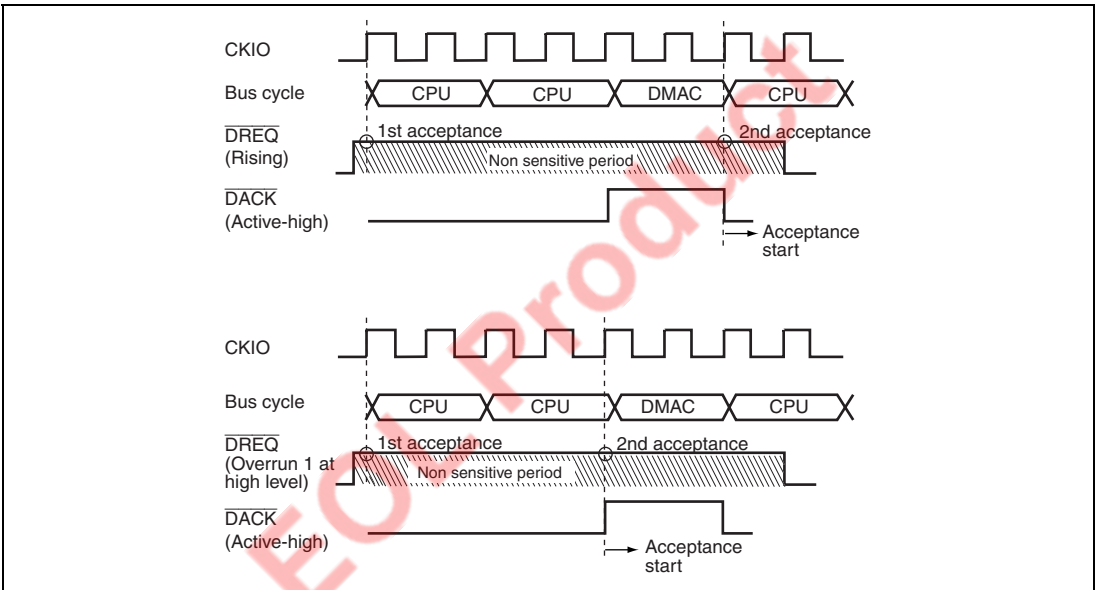 CKIO
Bus cycle CPU CPU DMAC CPU
DREQ 1st acceptance 2nd acceptance
(Rising) Non sensitive period
DACK
(Active-high)
Acceptance
start
CKIO
Bus cycle CPU CPU DMAC CPU
DREQ 1st acceptance 2nd acceptance
(Overrun 1 at
high level) Non sensitive period
DACK
(Active-high)
Acceptance
start
EOL Product